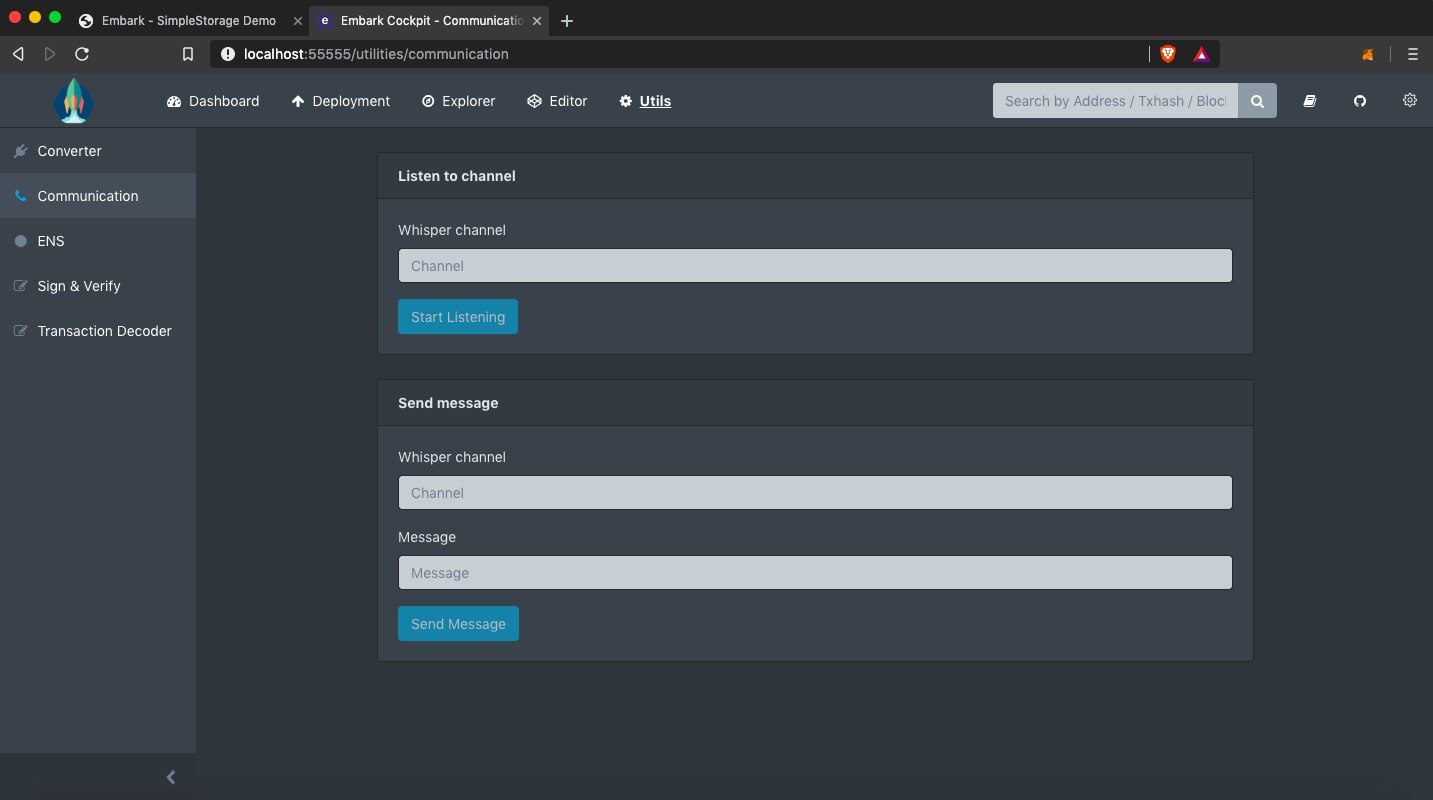 Embark - SimpleStorage Demo
Embark Cockpit - Communicatio
localhost:55555/utilities/communication
Dashboard
Deployment
Explorer
Editor
Utils
Search by Address / Txhash / Bloc
Converter
Communication
ENS
Sign & Verify
Transaction Decoder
Listen to channel
Whisper channel
Channel
Start Listening
Send message
Whisper channel
Channel
Message
Message
Send Message